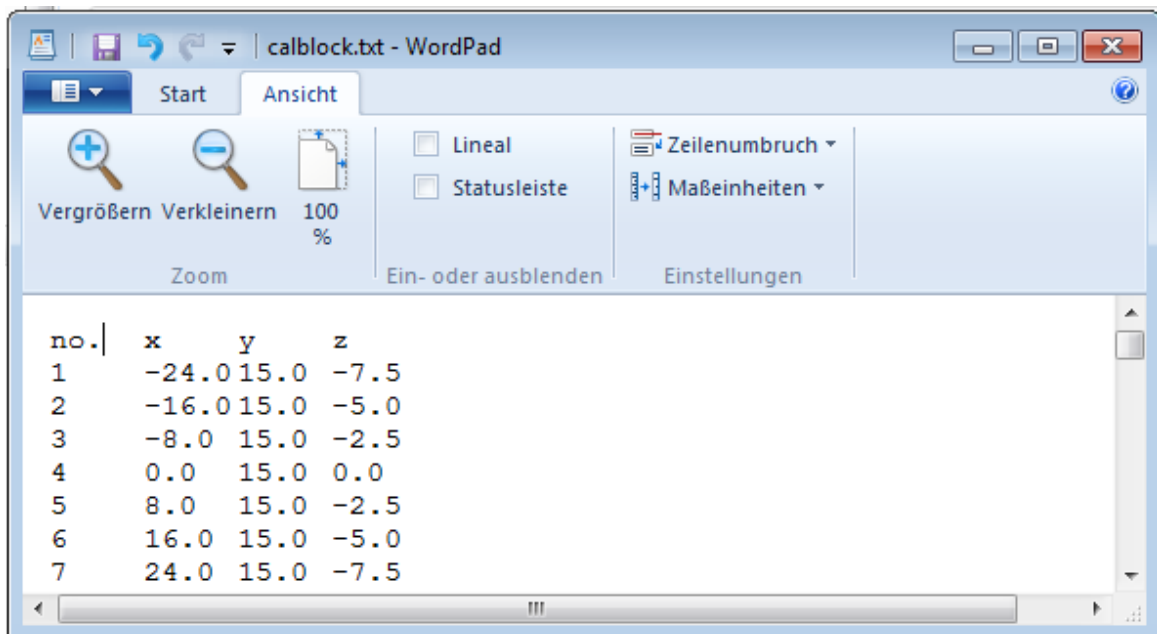 calblock.txt - WordPad
Start Ansicht
Vergrößern Verkleinern 100 %
Lineal
Statusleiste
Zeilenumbruch
Maßeinheiten
Zoom Ein- oder ausblenden Einstellungen
no. x y z
1 -24.0 15.0 -7.5
2 -16.0 15.0 -5.0
3 -8.0 15.0 -2.5
4 0.0 15.0 0.0
5 8.0 15.0 -2.5
6 16.0 15.0 -5.0
7 24.0 15.0 -7.5